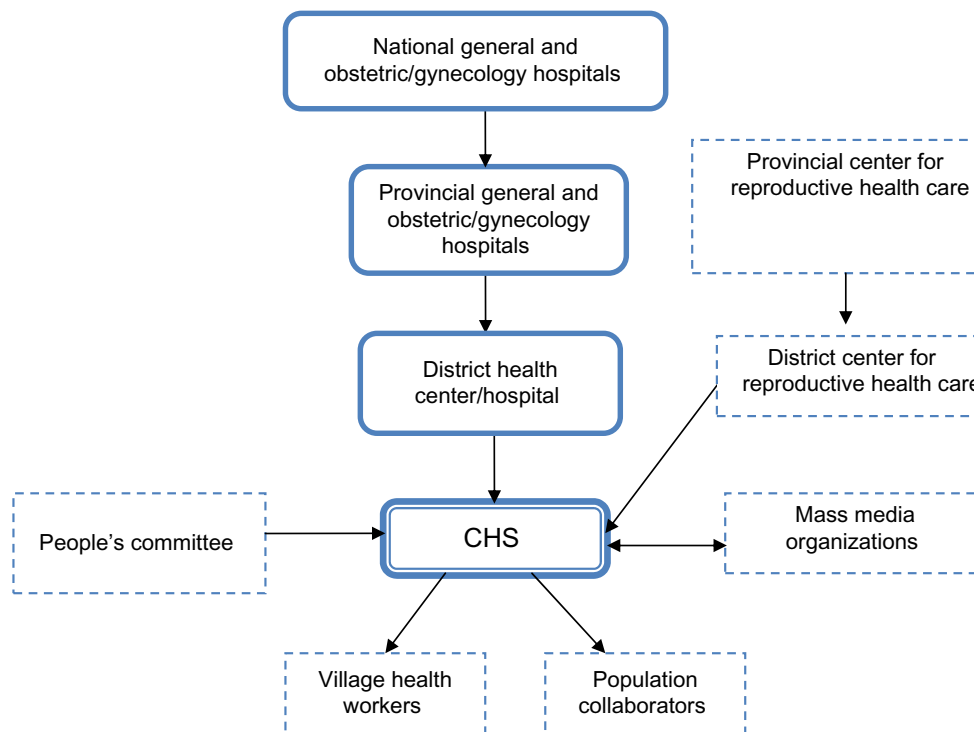 National general and
obstetric/gynecology hospitals
Provincial center for
reproductive health care
Provincial general and
obstetric/gynecology
hospitals
District health
center/hospital
District center for
reproductive health care
People’s committee
CHS
Mass media
organizations
Village health
workers
Population
collaborators